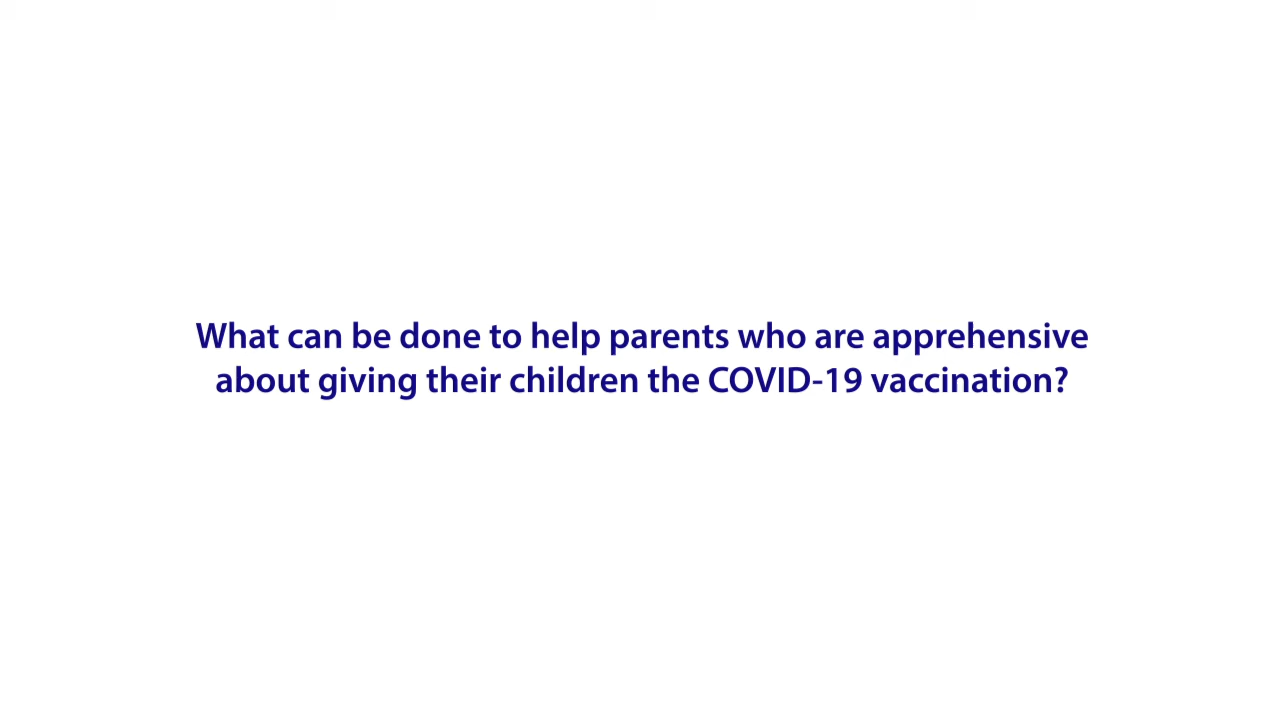 What can be done to help parents who are apprehensive
about giving their children the COVID-19 vaccination?